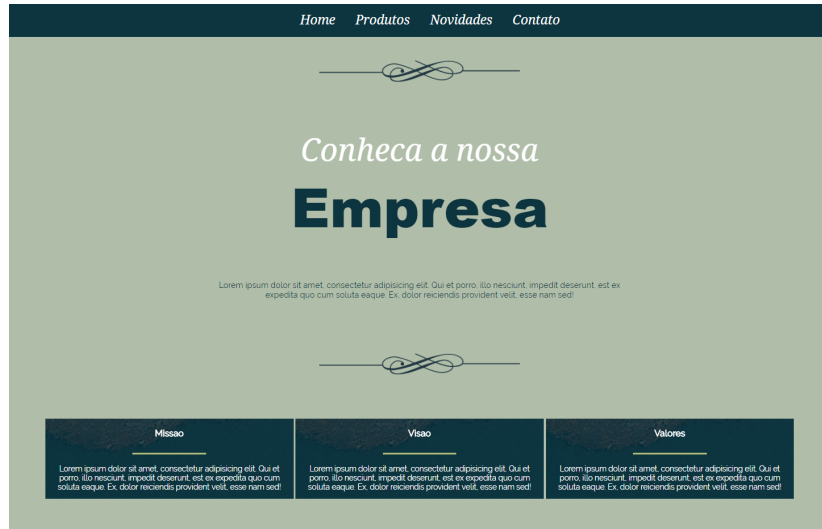 Home Produtos Novidades Contato
Conheca a nossa
Empresa
Lorem ipsum dolor sit amet, consectetur adipisicing elit. Qui et porro, illo nesciunt, impedit deserunt, est ex
expedita quo cum soluta eaque. Ex, dolor reiciendis provident velit, esse nam sed!
Missao
Lorem ipsum dolor sit amet, consectetur adipisicing elit. Qui et
porro, illo nesciunt, impedit deserunt, est ex expedita quo cum
soluta eaque. Ex, dolor reiciendis provident velit, esse nam sed!
Visao
Lorem ipsum dolor sit amet, consectetur adipisicing elit. Qui et
porro, illo nesciunt, impedit deserunt, est ex expedita quo cum
soluta eaque. Ex, dolor reiciendis provident velit, esse nam sed!
Valores
Lorem ipsum dolor sit amet, consectetur adipisicing elit. Qui et
porro, illo nesciunt, impedit deserunt, est ex expedita quo cum
soluta eaque. Ex, dolor reiciendis provident velit, esse nam sed!